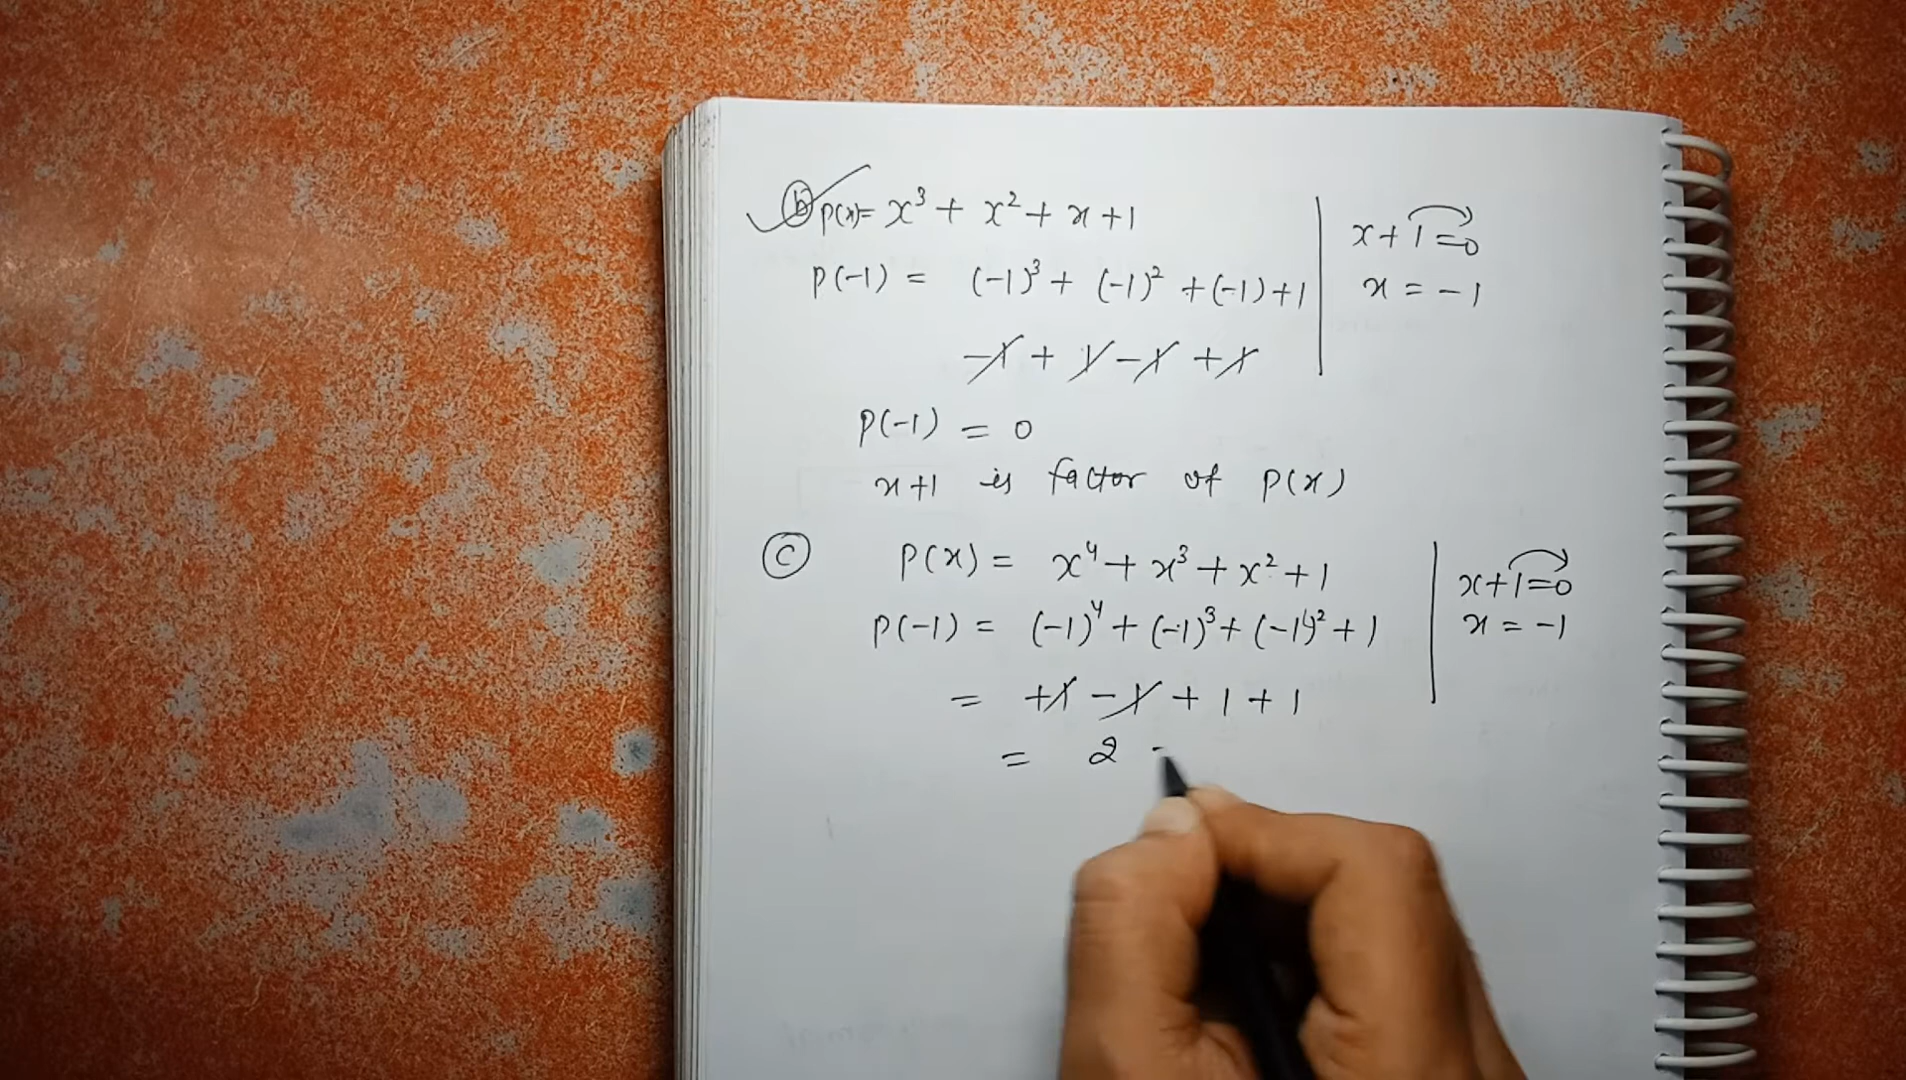 (b) P(x)= x³ + x² + x +1
x+1=0
P(-1) = (-1)³ + (-1)² +(-1)+1
x = -1
-1 + 1 -1 +1
P(-1) = 0
x+1 is factor of P(x)
(c) P(x) = x⁴ + x³ + x² + 1
x+1=0
P(-1) = (-1)⁴ + (-1)³ + (-1)² + 1
x = -1
= +1 - 1 + 1 + 1
= 2